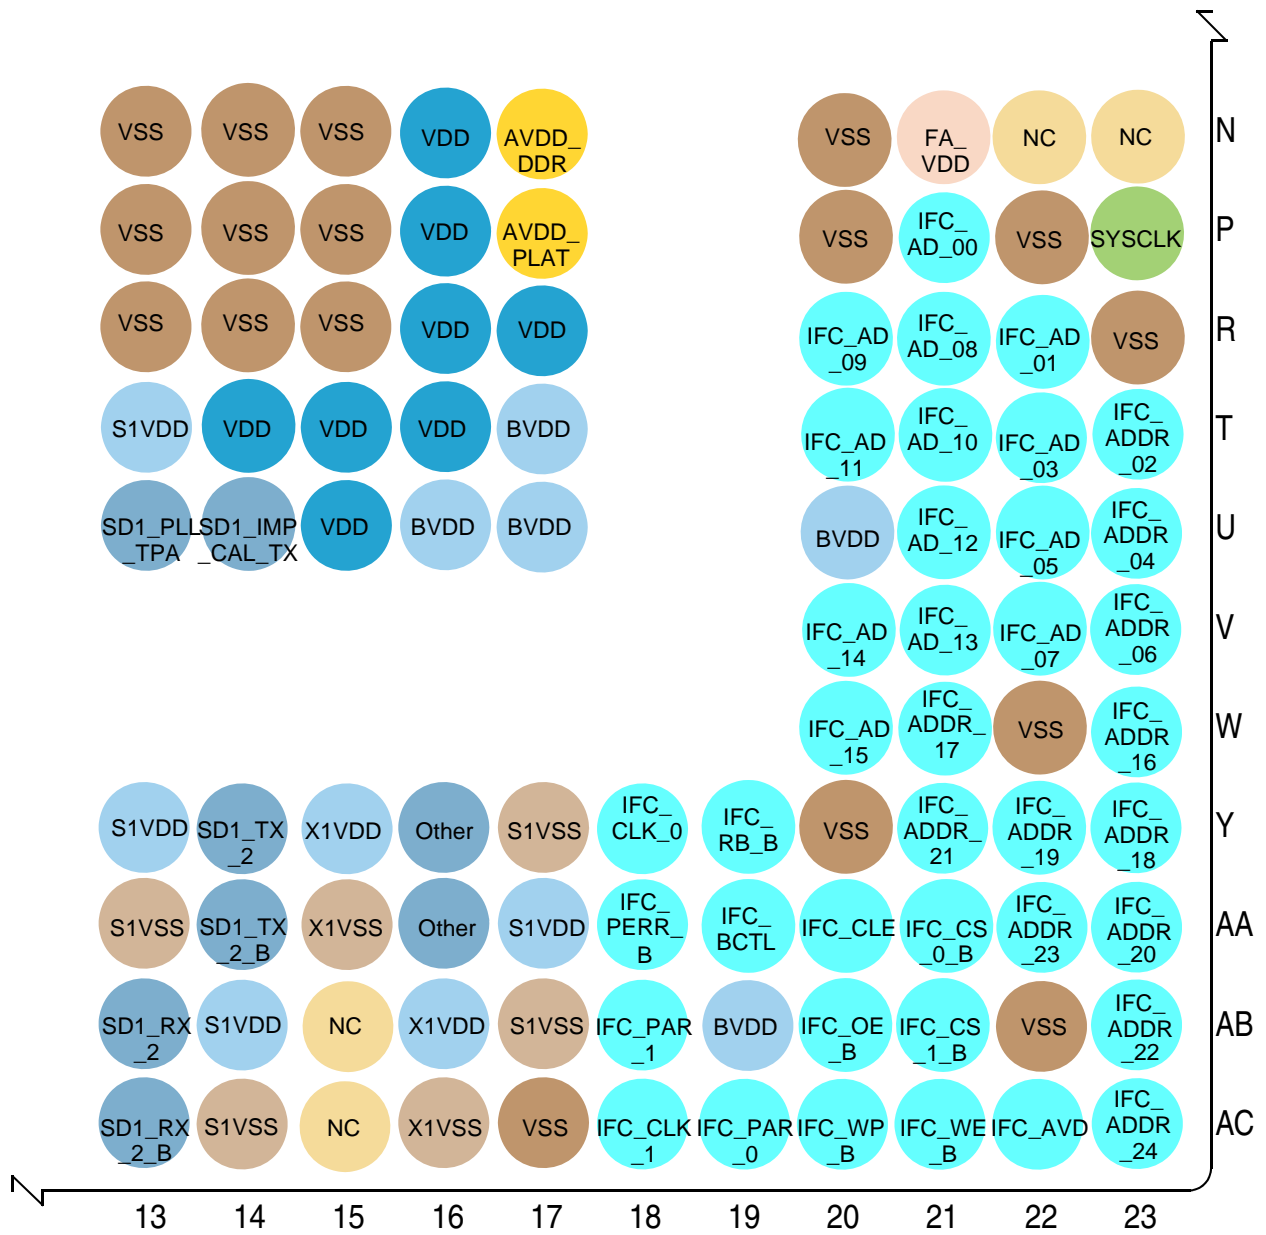 VSS VSS VSS VDD AVDD_ VSS FA_ NC NC N
DDR VDD
VSS VSS VSS VDD AVDD_ VSS IFC_ VSS SYSCLK P
PLAT AD_00
VSS VSS VSS VDD VDD IFC_AD IFC_ IFC_AD VSS R
_09 AD_08 _01
S1VDD VDD VDD VDD BVDD IFC_AD IFC_ IFC_AD IFC_ T
_11 AD_10 _03 ADDR
_02
SD1_PLL SD1_IMP VDD BVDD BVDD BVDD IFC_ IFC_AD IFC_ U
_TPA _CAL_TX AD_12 _05 ADDR
_04
IFC_AD IFC_ IFC_AD IFC_ V
_14 AD_13 _07 ADDR
_06
IFC_AD IFC_ VSS IFC_ W
_15 ADDR_ ADDR
17 _16
S1VDD SD1_TX X1VDD Other S1VSS IFC_ IFC_ VSS IFC_ IFC_ IFC_ Y
_2 CLK_0 RB_B ADDR_ ADDR ADDR
21 _19 _18
S1VSS SD1_TX X1VSS Other S1VDD IFC_ IFC_ IFC_CLE IFC_CS IFC_ IFC_ AA
_2_B PERR_ BCTL _0_B ADDR ADDR
B _23 _20
SD1_RX S1VDD NC X1VDD S1VSS IFC_PAR BVDD IFC_OE IFC_CS VSS IFC_ AB
_2 _1 _B _1_B ADDR
_22
SD1_RX S1VSS NC X1VSS VSS IFC_CLK IFC_PAR IFC_WP IFC_WE IFC_AVD IFC_ AC
_2_B _1 _0 _B _B ADDR
_24
13 14 15 16 17 18 19 20 21 22 23